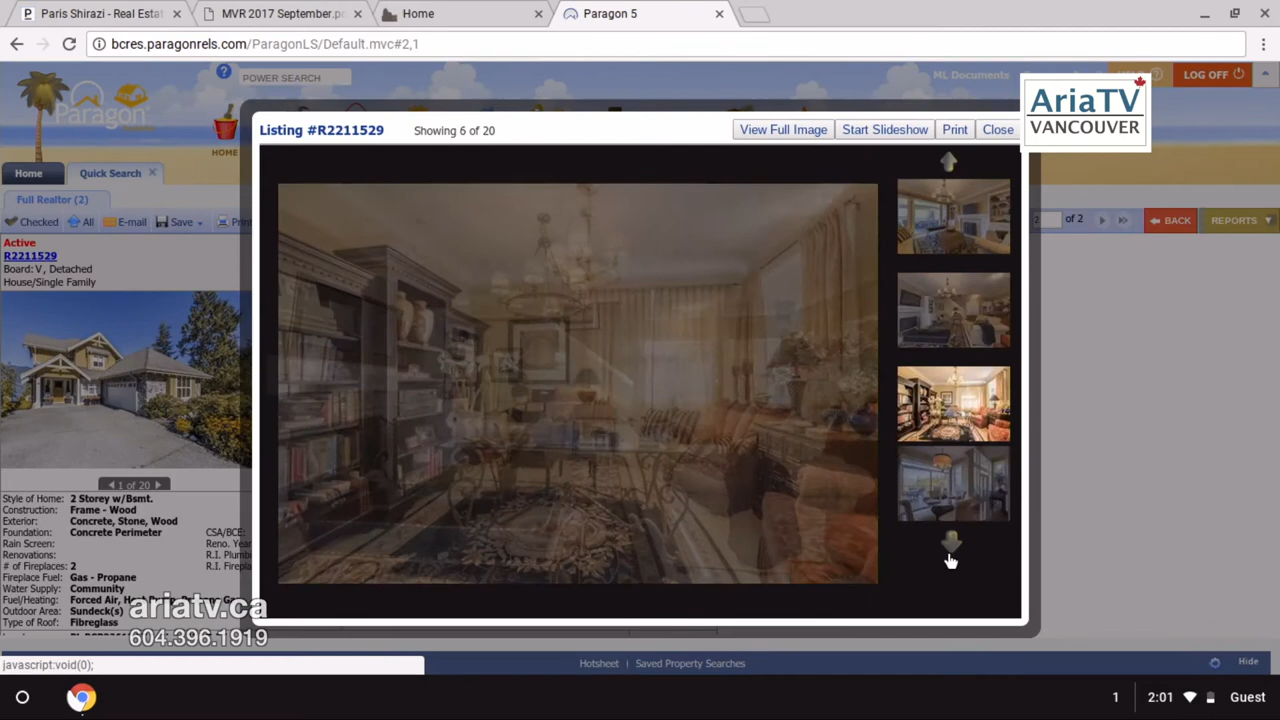 Paris Shirazi - Real Estat
MVR 2017 September.pc
Home
Paragon 5
bcres.paragonrels.com/ParagonLS/Default.mvc#2,1
POWER SEARCH
ML Documents
LOG OFF
Paragon
HOME
AriaTV
VANCOUVER
Listing #R2211529
Showing 6 of 20
View Full Image
Start Slideshow
Print
Close
Home
Quick Search
Full Realtor (2)
Checked
All
E-mail
Save
Print
2
of 2
BACK
REPORTS
Active
R2211529
Board: V, Detached
House/Single Family
1 of 20
Style of Home: 2 Storey w/Bsmt.
Construction: Frame - Wood
Exterior: Concrete, Stone, Wood
Foundation: Concrete Perimeter CSA/BCE:
Rain Screen: Reno. Year
Renovations: R.I. Plumb
# of Fireplaces: 2 R.I. Firepla
Fireplace Fuel: Gas - Propane
Water Supply: Community
Outdoor Area: Sundeck(s)
Type of Roof: Fibreglass
ariatv.ca
604.396.1919
javascript:void(0);
Hotsheet | Saved Property Searches
Hide
1
2:01
Guest